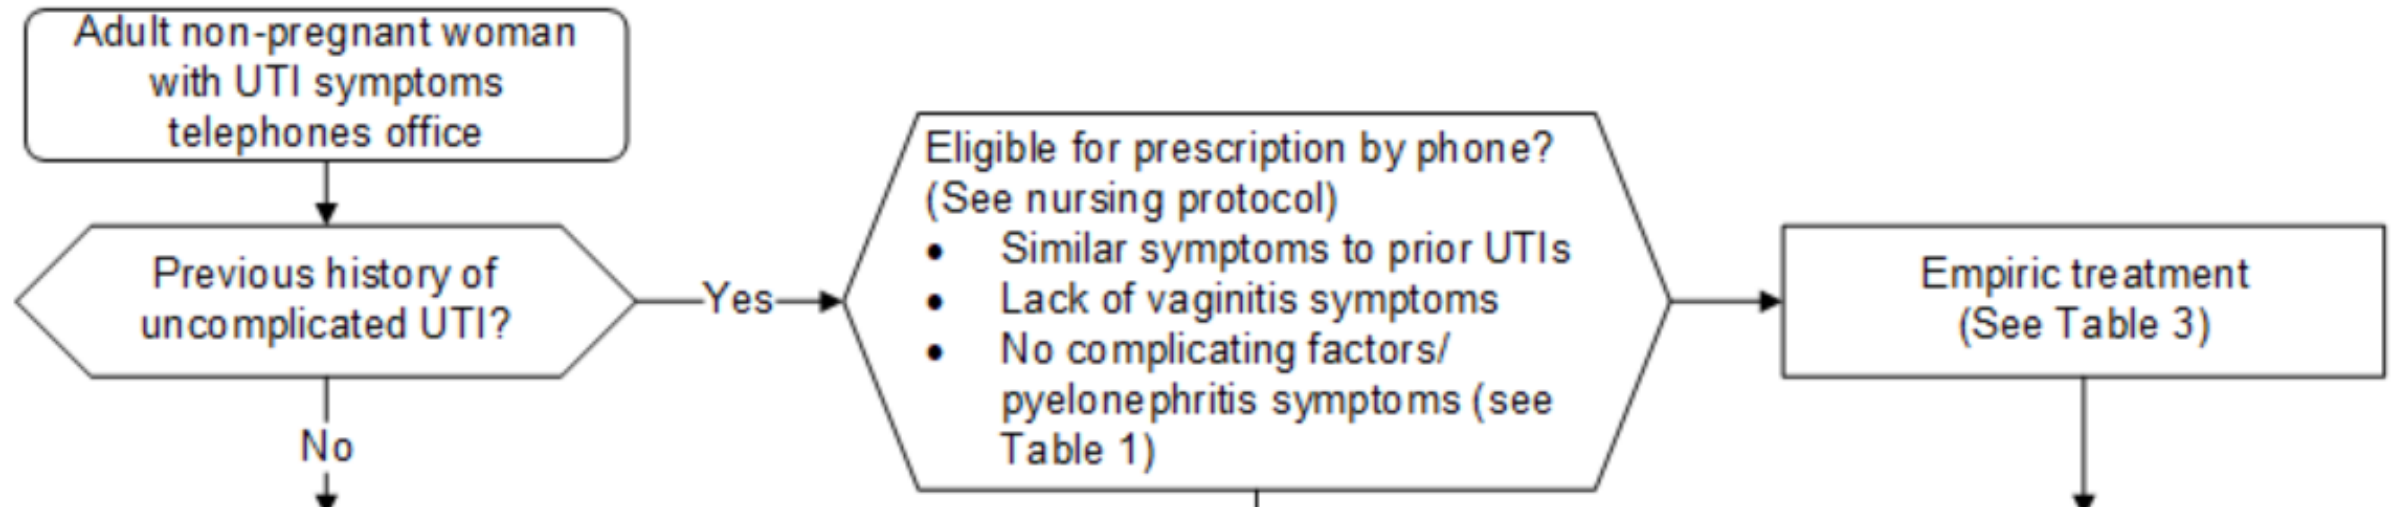 Adult non-pregnant woman
with UTI symptoms
telephones office
Previous history of
uncomplicated UTI?
Yes
No
Eligible for prescription by phone?
(See nursing protocol)
• Similar symptoms to prior UTIs
• Lack of vaginitis symptoms
• No complicating factors/
pyelonephritis symptoms (see
Table 1)
Empiric treatment
(See Table 3)